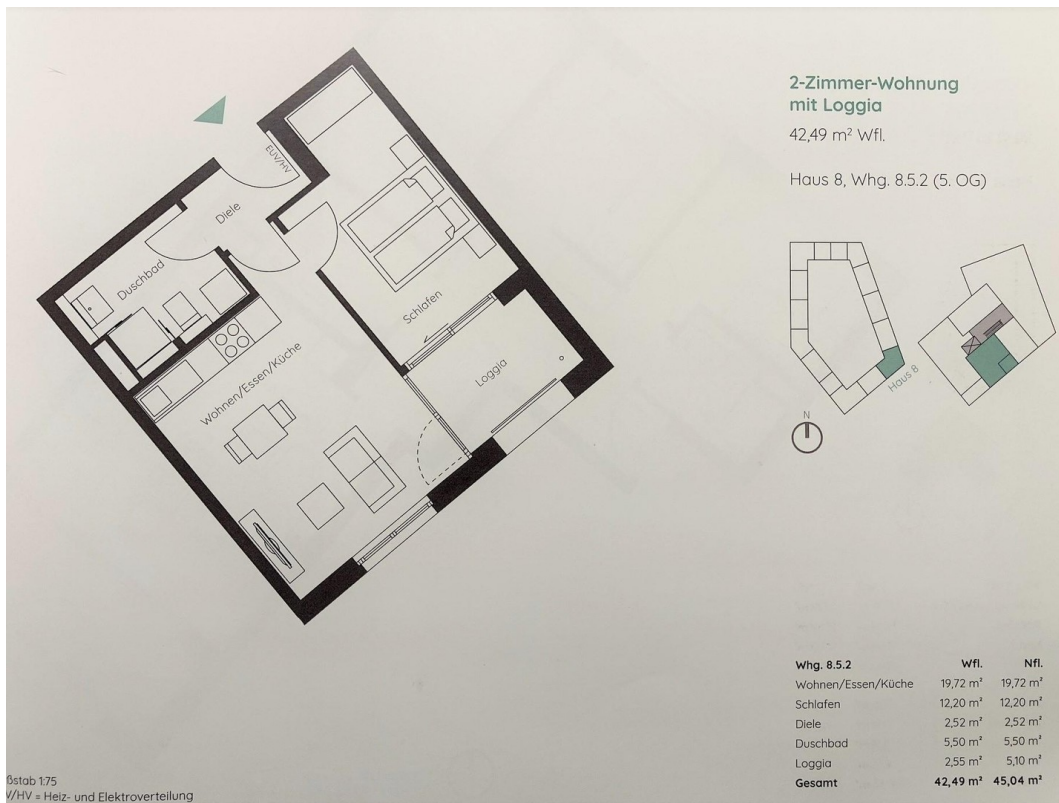 2-Zimmer-Wohnung
mit Loggia
42,49 m² Wfl.
Haus 8, Whg. 8.5.2 (5. OG)
EUV/HV
Diele
Duschbad
Schlafen
Loggia
Wohnen/Essen/Küche
Haus 8
N
Whg. 8.5.2 Wfl. Nfl.
Wohnen/Essen/Küche 19,72 m² 19,72 m²
Schlafen 12,20 m² 12,20 m²
Diele 2,52 m² 2,52 m²
Duschbad 5,50 m² 5,50 m²
Loggia 2,55 m² 5,10 m²
Gesamt 42,49 m² 45,04 m²
ßstab 1:75
V/HV = Heiz- und Elektroverteilung